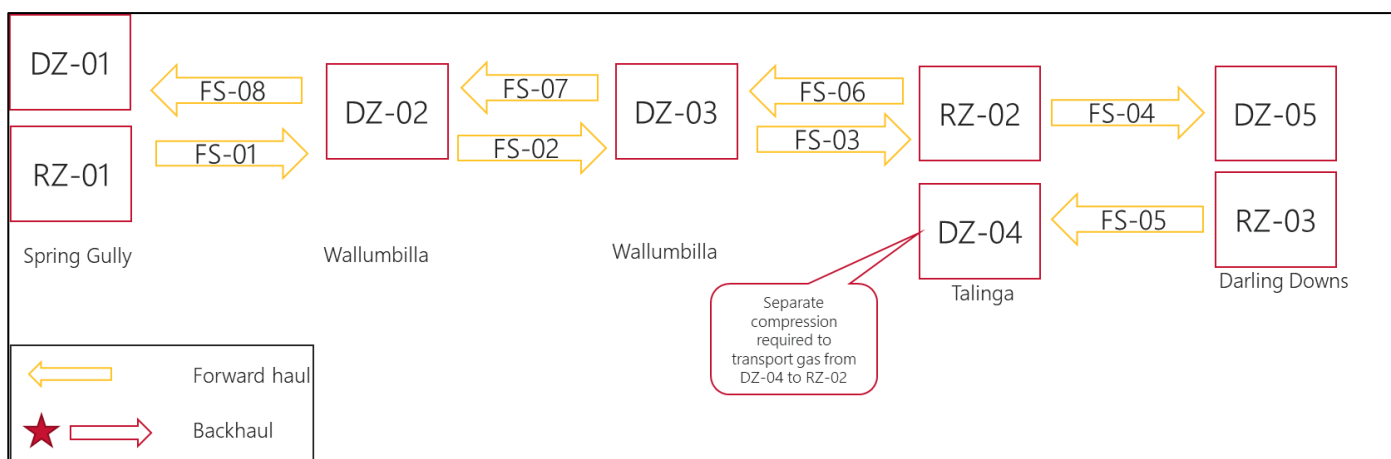 DZ-01
FS-08
DZ-02
FS-07
DZ-03
FS-06
RZ-02
FS-04
DZ-05
RZ-01
FS-01
FS-02
FS-03
DZ-04
FS-05
RZ-03
Spring Gully
Wallumbilla
Wallumbilla
Talinga
Darling Downs
Separate
compression
required to
transport gas from
DZ-04 to RZ-02
Forward haul
Backhaul